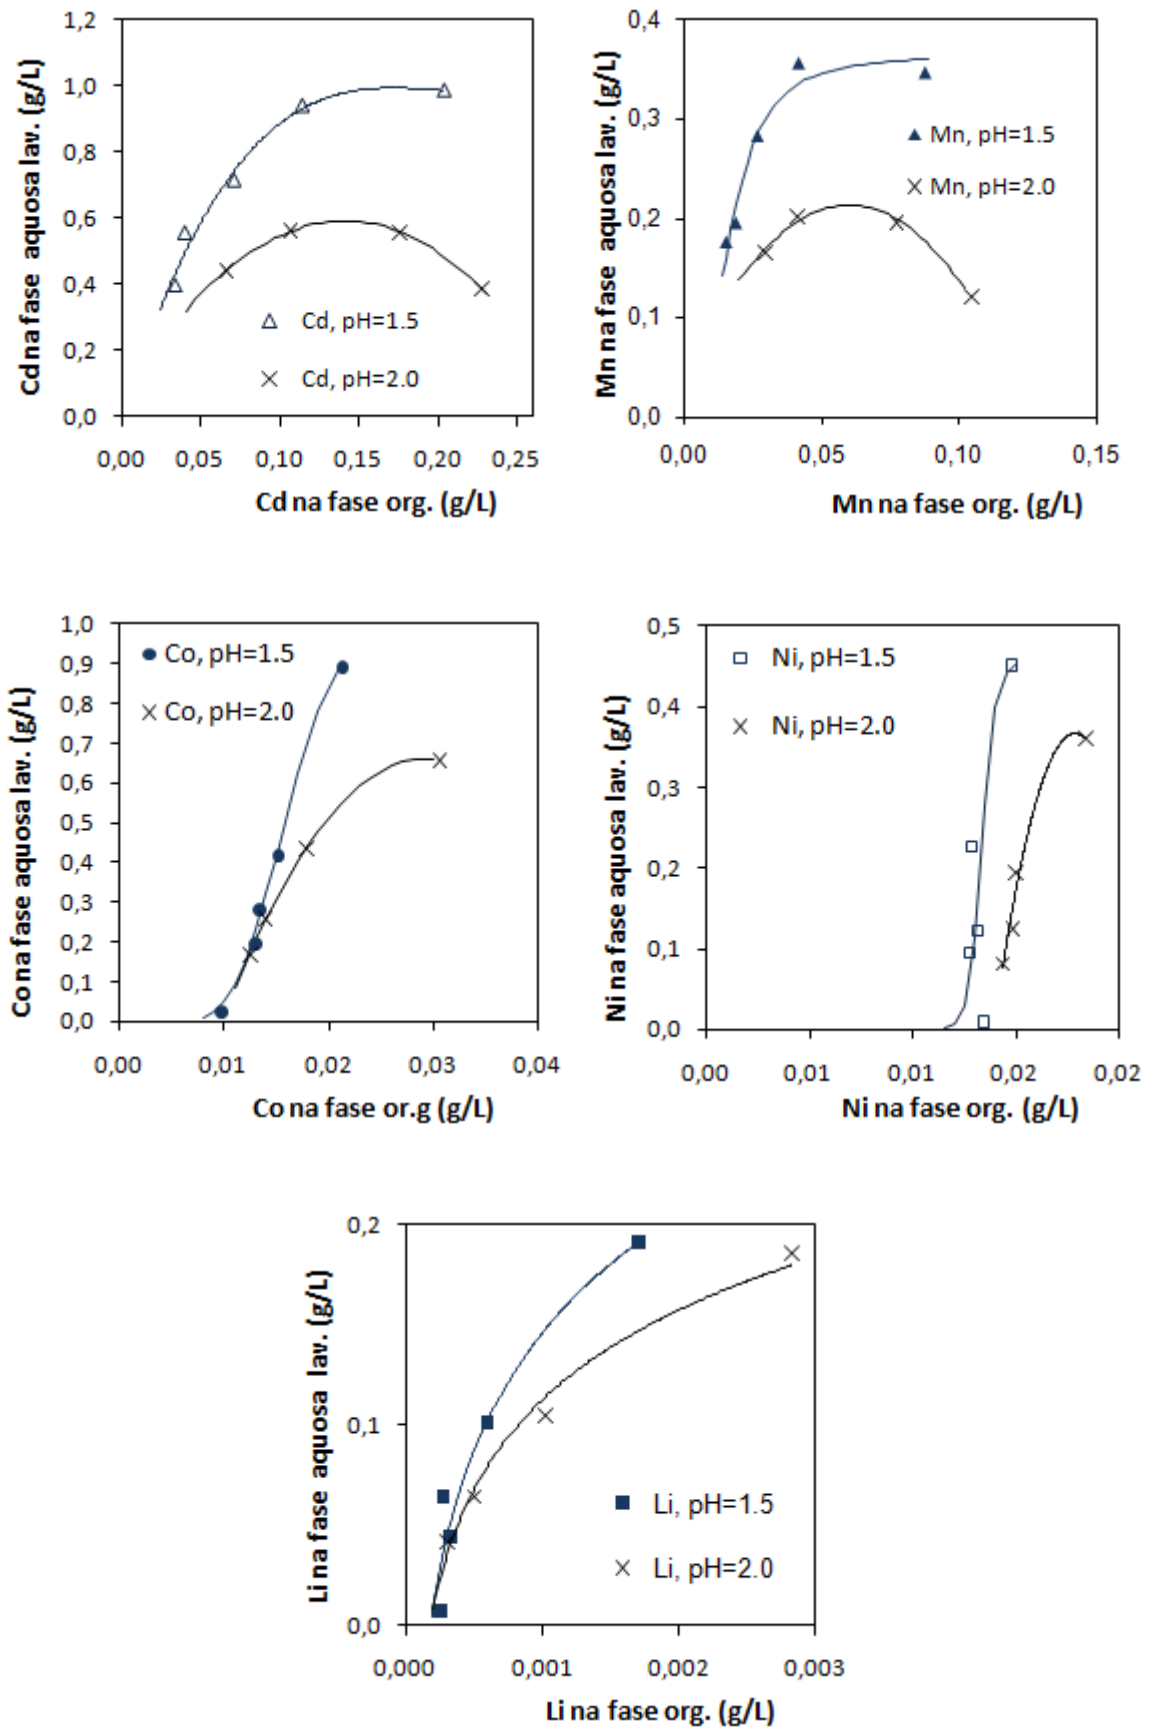 1,2
1,0
0,8
0,6
0,4
0,2
0,0
Cd na fase aquosa lav. (g/L)
Cd, pH=1.5
Cd, pH=2.0
0,00 0,05 0,10 0,15 0,20 0,25
Cd na fase org. (g/L)
0,4
0,3
0,2
0,1
0,0
Mn na fase aquosa lav. (g/L)
Mn, pH=1.5
Mn, pH=2.0
0,00 0,05 0,10 0,15
Mn na fase org. (g/L)
1,0
0,9
0,8
0,7
0,6
0,5
0,4
0,3
0,2
0,1
0,0
Co na fase aquosa lav. (g/L)
Co, pH=1.5
Co, pH=2.0
0,00 0,01 0,02 0,03 0,04
Co na fase or.g (g/L)
0,5
0,4
0,3
0,2
0,1
0,0
Ni na fase aquosa lav. (g/L)
Ni, pH=1.5
Ni, pH=2.0
0,00 0,01 0,01 0,02 0,02
Ni na fase org. (g/L)
0,2
0,1
0,0
Li na fase aquosa lav. (g/L)
Li, pH=1.5
Li, pH=2.0
0,000 0,001 0,002 0,003
Li na fase org. (g/L)